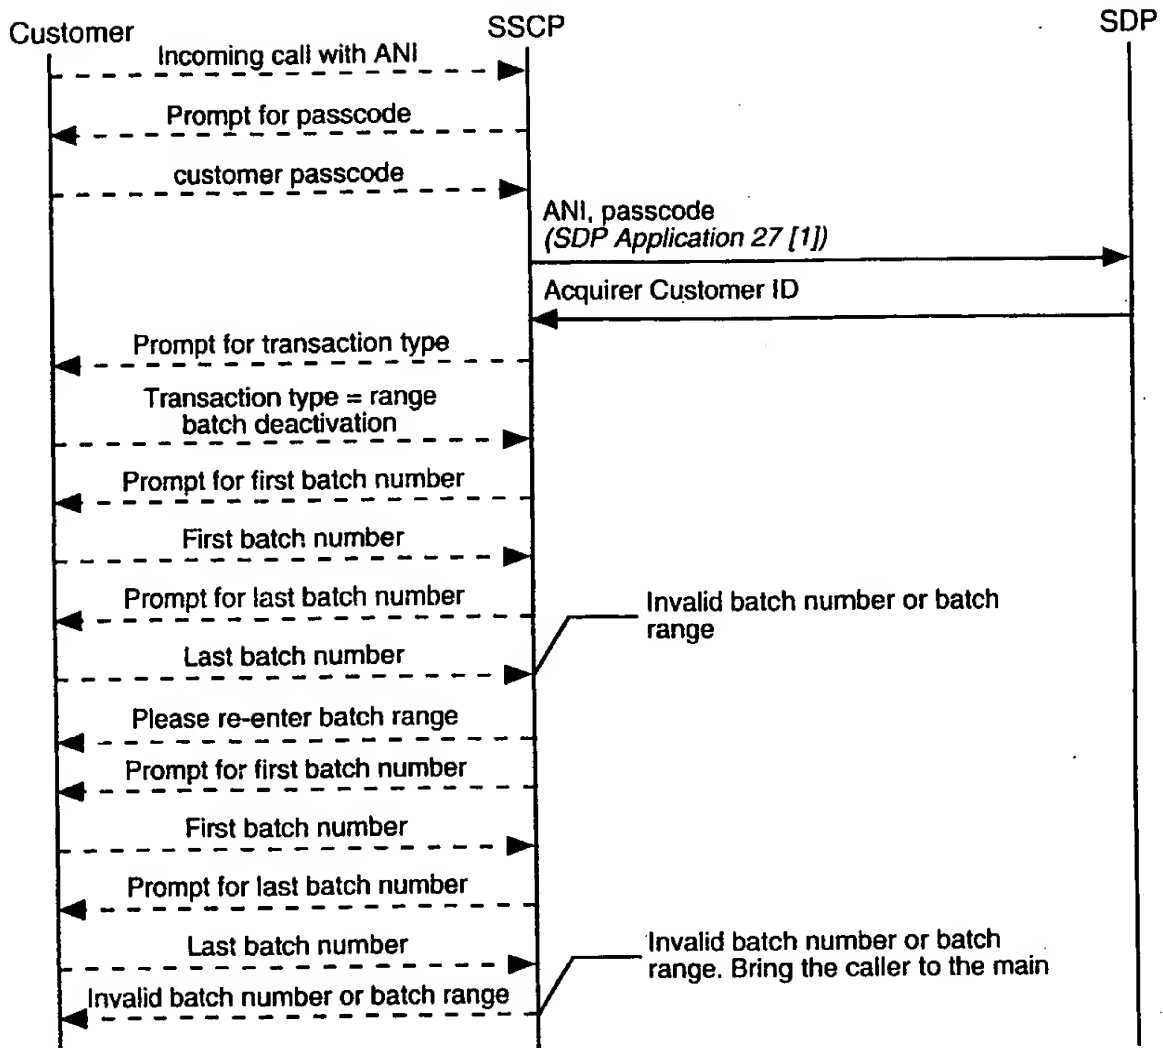 Customer
SSCP
SDP
Incoming call with ANI
Prompt for passcode
customer passcode
ANI, passcode
(SDP Application 27 [1])
Acquirer Customer ID
Prompt for transaction type
Transaction type = range
batch deactivation
Prompt for first batch number
First batch number
Prompt for last batch number
Invalid batch number or batch
range
Last batch number
Please re-enter batch range
Prompt for first batch number
First batch number
Prompt for last batch number
Last batch number
Invalid batch number or batch
range. Bring the caller to the main
Invalid batch number or batch range